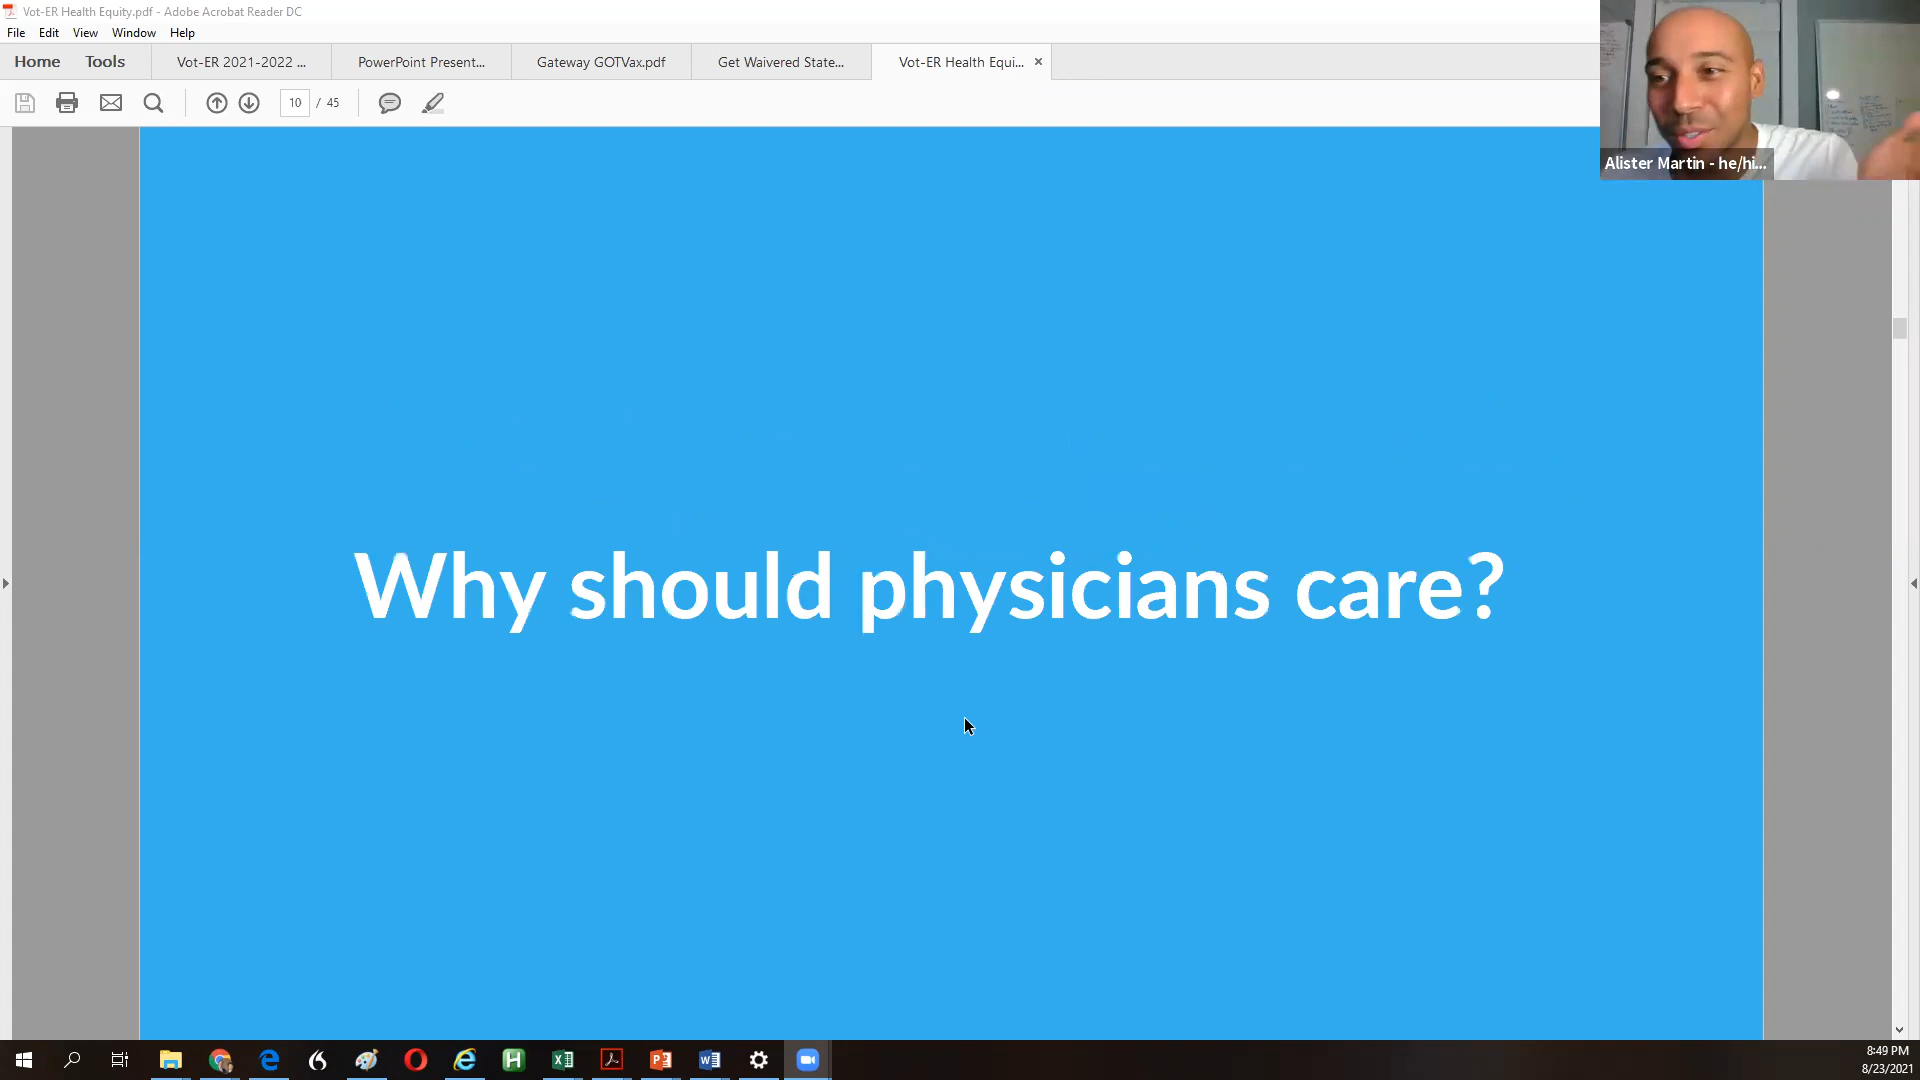 Vot-ER Health Equity.pdf - Adobe Acrobat Reader DC
File Edit View Window Help
Home Tools Vot-ER 2021-2022 ... PowerPoint Present... Gateway GOTVax.pdf Get Waivered State... Vot-ER Health Equi... ×
10 / 45
Alister Martin - he/hi...
Why should physicians care?
8:49 PM
8/23/2021